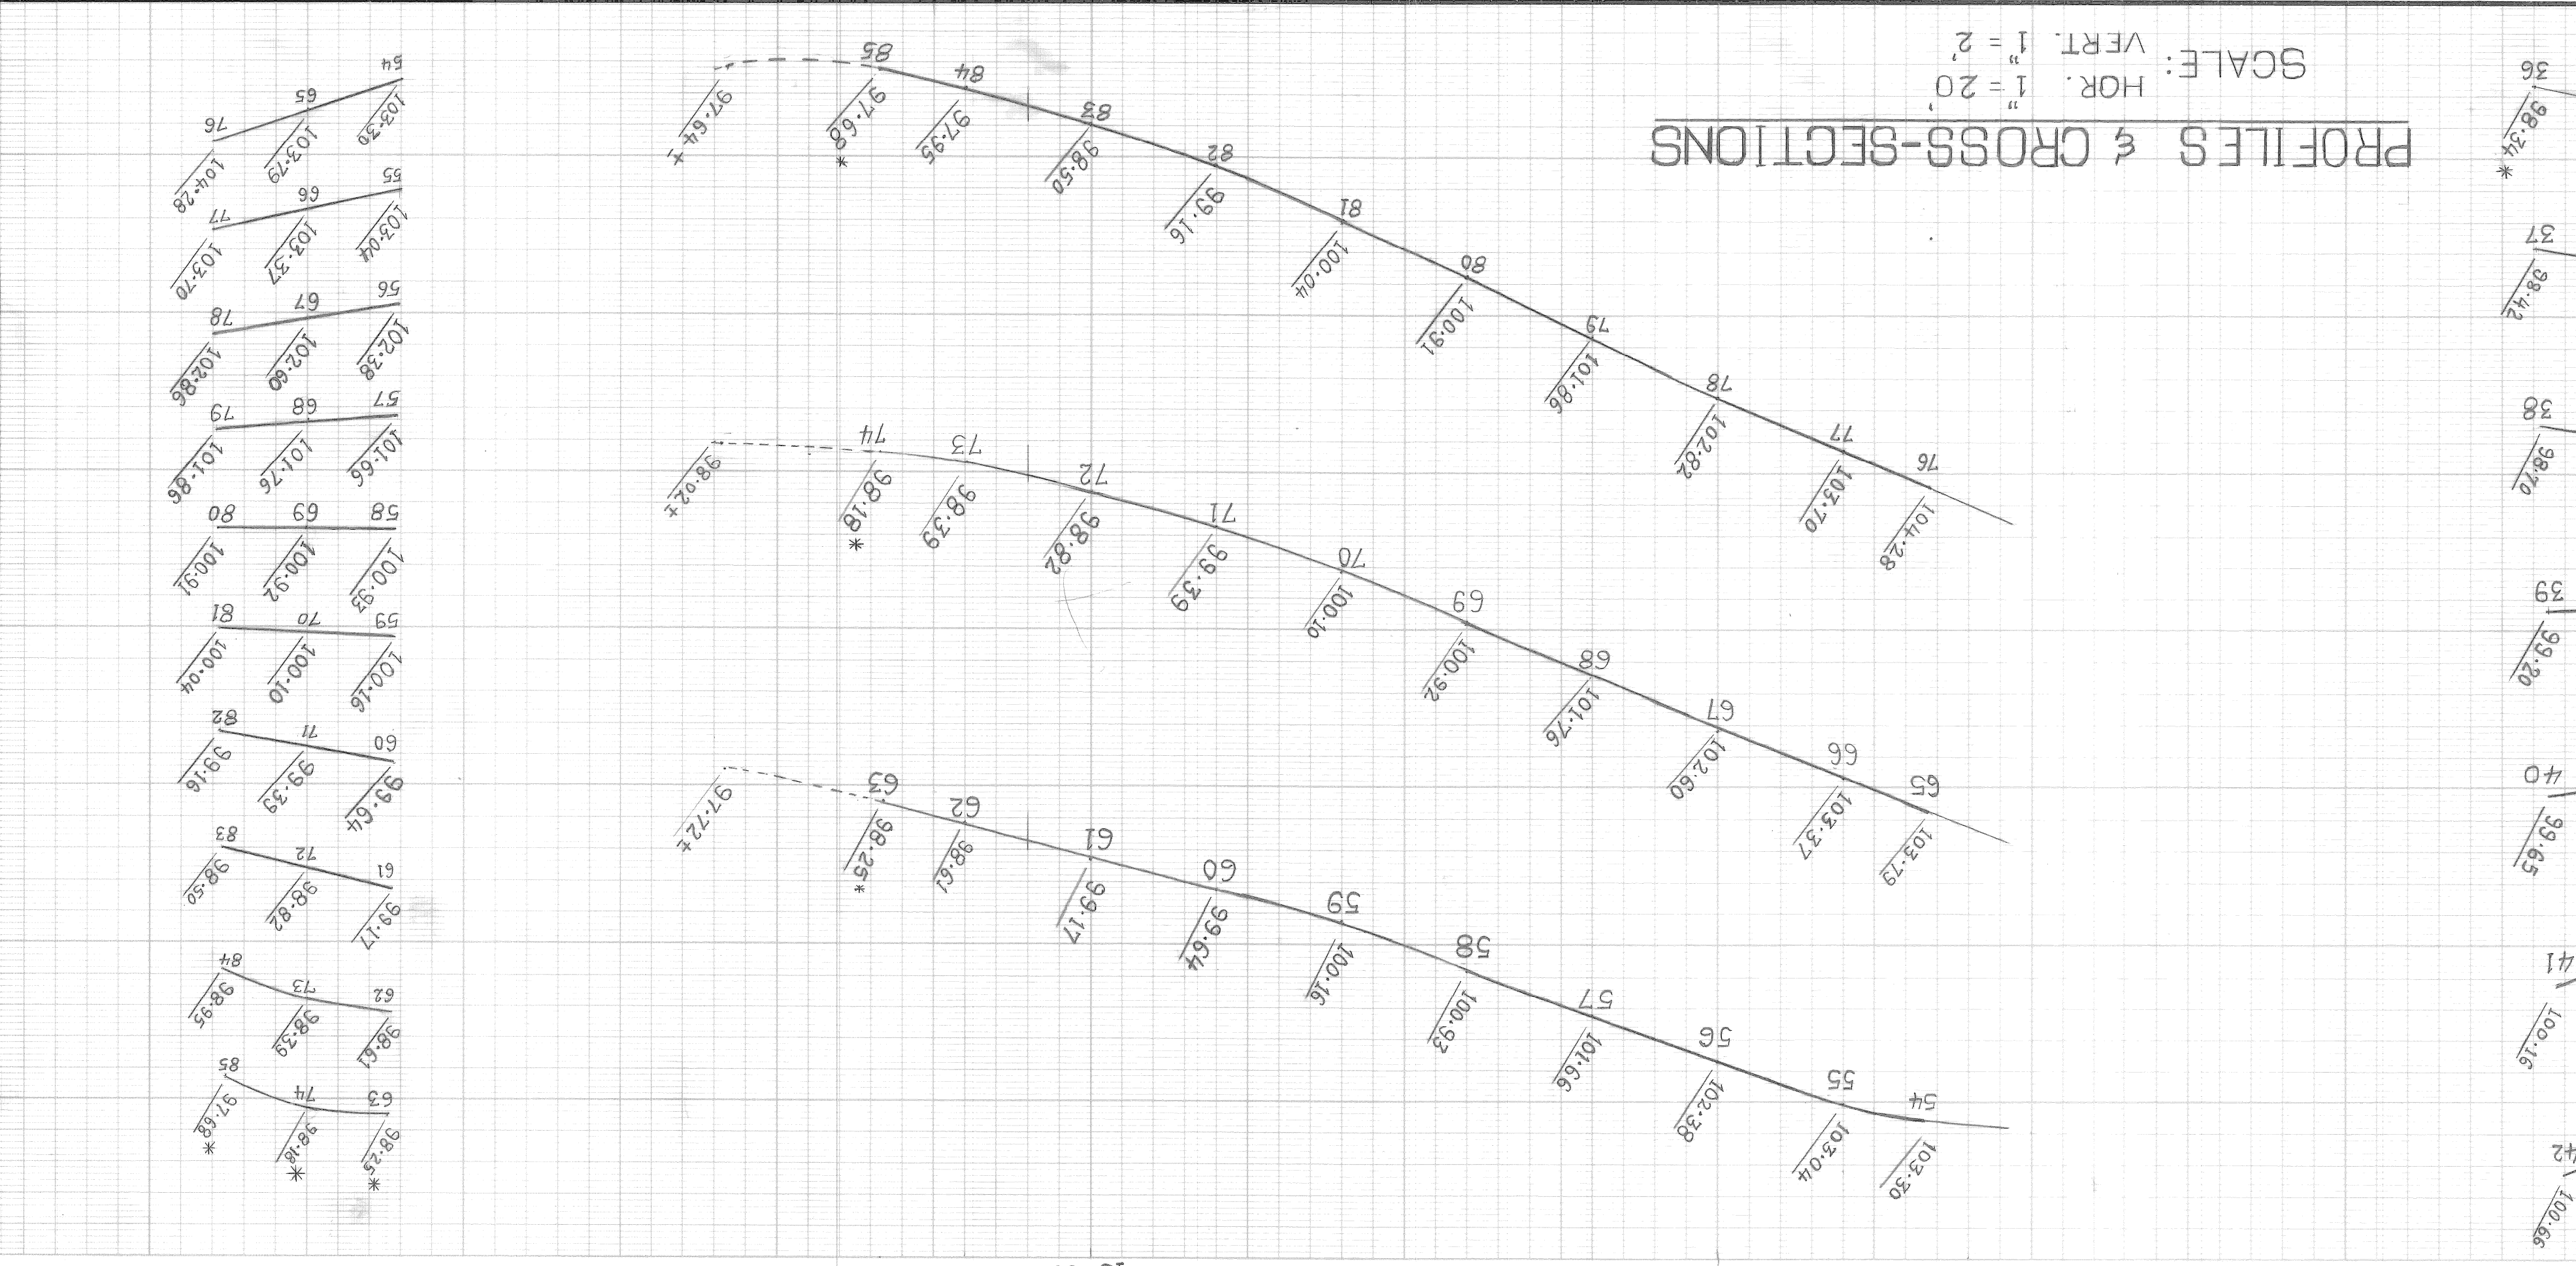 42
100.66
41
100.16
40
99.65
39
99.20
38
98.70
37
98.42
36
98.34 *
54 55 56 57 58 59 60 61 62 63
103.30 103.04 102.38 101.66 100.93 100.16 99.64 99.17 98.61 98.25* 97.72±
65 66 67 68 69 70 71 72 73 74
103.79 103.37 102.60 101.76 100.92 100.10 99.39 98.82 98.39 98.18* 98.02±
76 77 78 79 80 81 82 83 84 85
104.28 103.70 102.82 101.86 100.91 100.04 99.16 98.50 97.95 97.68* 97.64±
63 74 85
98.25* 98.18* 97.68*
62 73 84
98.61 98.39 98.95
61 72 83
99.17 98.82 98.50
60 71 82
99.64 99.39 99.16
59 70 81
100.16 100.10 100.04
58 69 80
100.93 100.92 100.91
57 68 79
101.66 101.76 101.86
56 67 78
102.38 102.60 102.86
55 66 77
103.04 103.37 103.70
54 65 76
103.30 103.79 104.28
PROFILES & CROSS-SECTIONS
SCALE: HOR. 1" = 20'
VERT. 1" = 2'